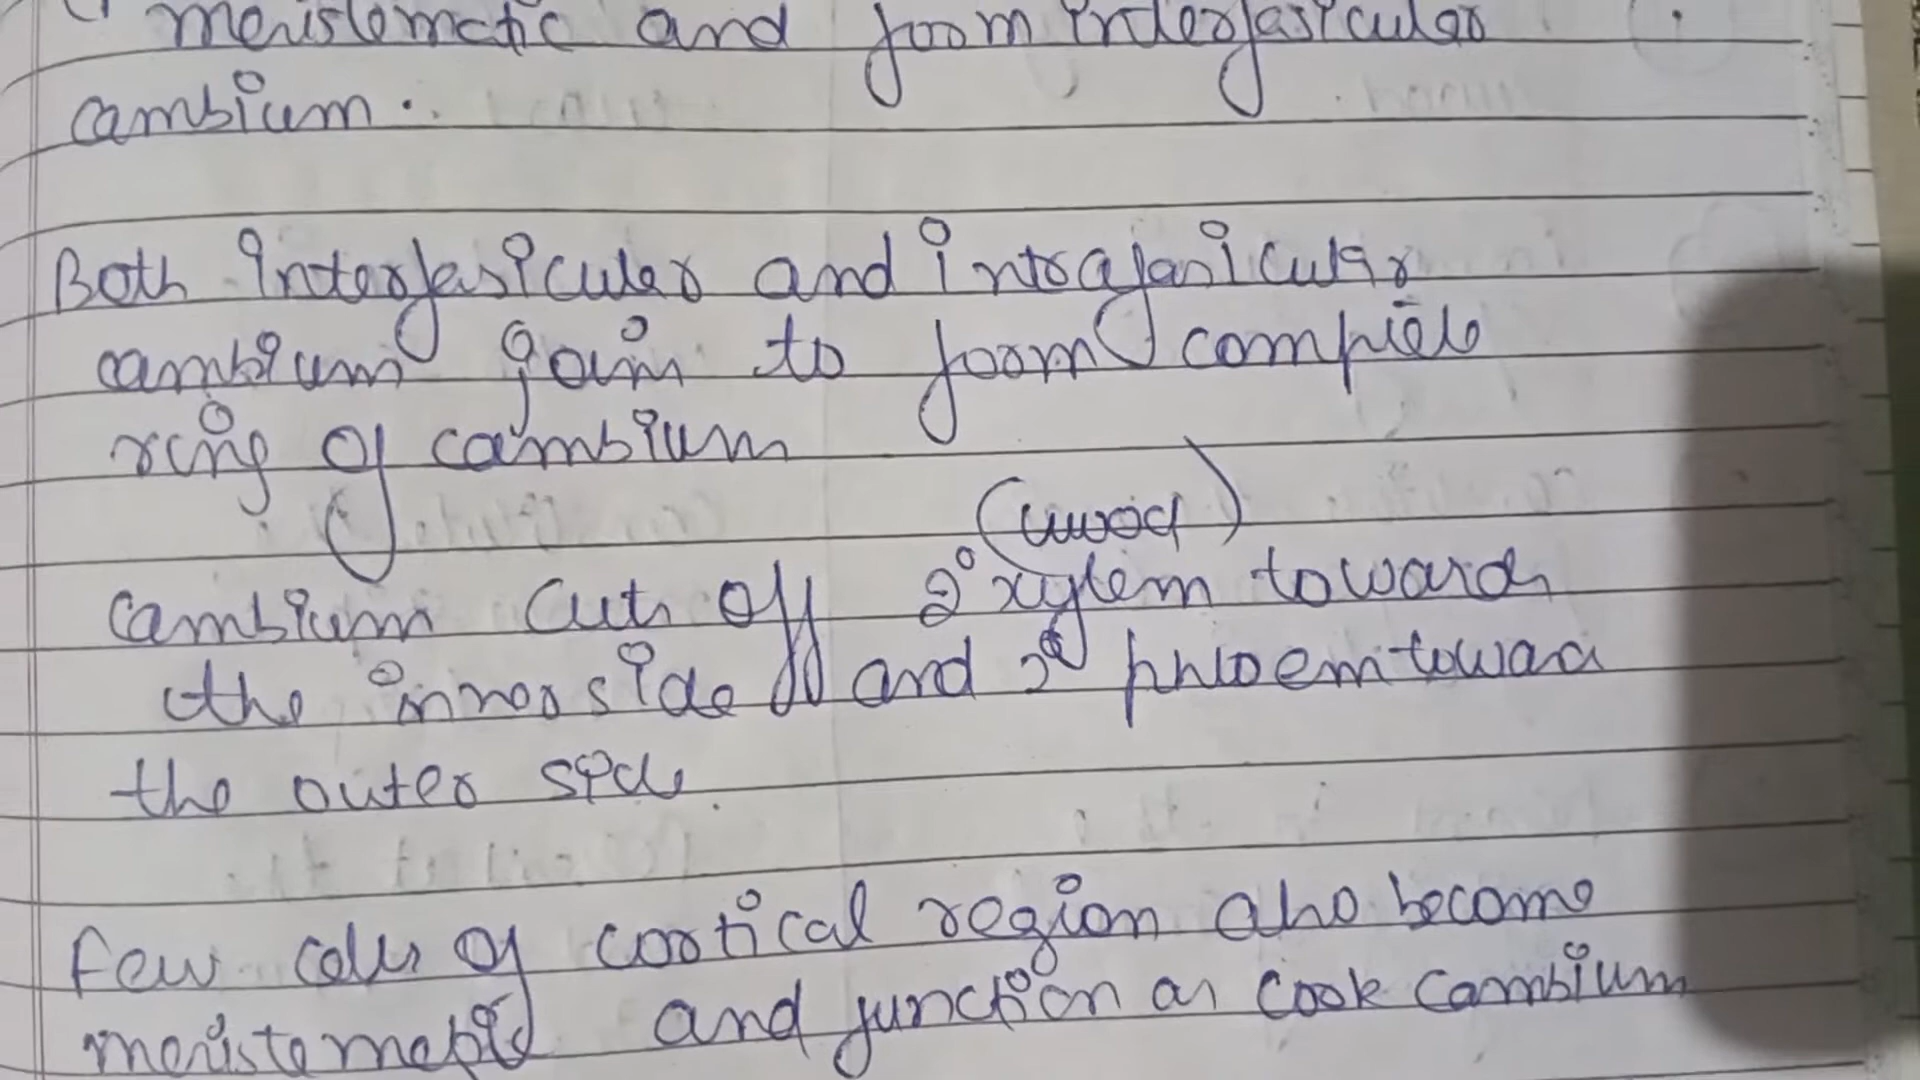 meristematic and form interfasicular
cambium.
Both interfasicular and intrafasicular
cambium join to form complete
ring of cambium
(wood)
cambium cuts off 2° xylem towards
the inner side and 2° phloem toward
the outer side.
Few cells of cortical region also become
meristematic and function as cork cambium